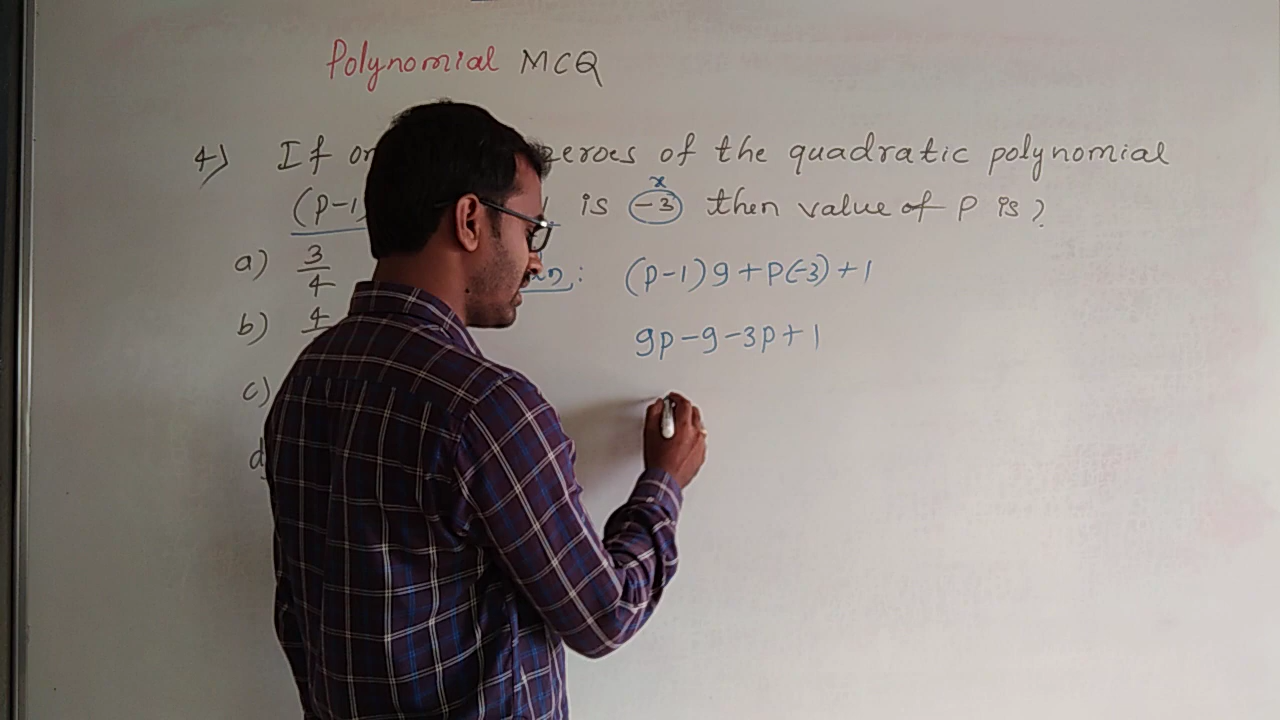 Polynomial MCQ
4) If zeroes of the quadratic polynomial
(P-1) is -3 then value of P is?
x
a) 3/4 : (p-1)9+P(-3)+1
b) 4
9p-9-3p+1
c)
d